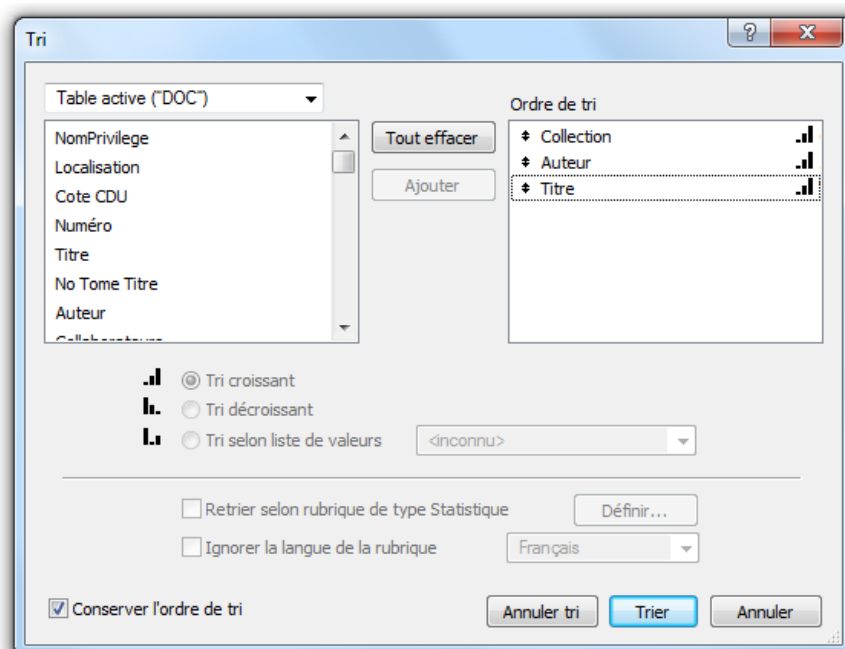 Tri
Table active ("DOC")
NomPrivilege
Localisation
Cote CDU
Numéro
Titre
No Tome Titre
Auteur
Collaborateurs
Tout effacer
Ajouter
Ordre de tri
Collection
Auteur
Titre
Tri croissant
Tri décroissant
Tri selon liste de valeurs
<inconnu>
Retrier selon rubrique de type Statistique
Définir...
Ignorer la langue de la rubrique
Français
Conserver l'ordre de tri
Annuler tri
Trier
Annuler